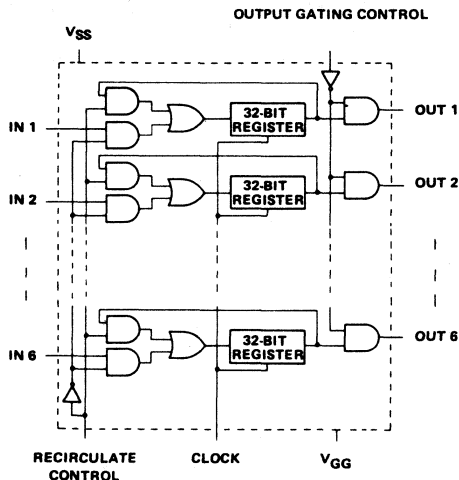 OUTPUT GATING CONTROL
VSS
32-BIT
REGISTER
OUT 1
IN 1
32-BIT
REGISTER
OUT 2
IN 2
32-BIT
REGISTER
OUT 6
IN 6
RECIRCULATE
CONTROL
CLOCK
VGG